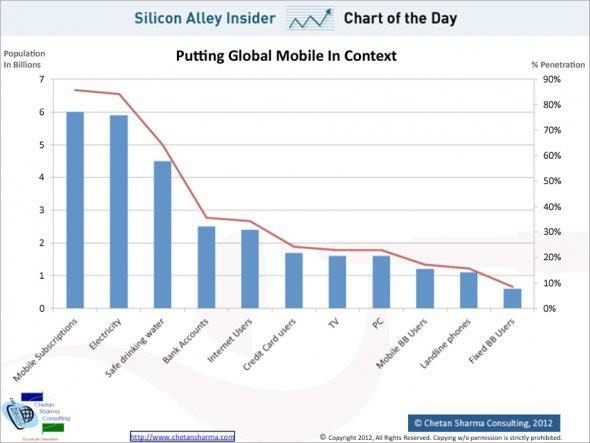 Silicon Alley Insider Chart of the Day
Population
In Billions
Putting Global Mobile In Context
% Penetration
7
6
5
4
3
2
1
0
90%
80%
70%
60%
50%
40%
30%
20%
10%
0%
Mobile Subscriptions
Electricity
Safe drinking water
Bank Accounts
Internet Users
Credit Card users
TV
PC
Mobile BB Users
Landline phones
Fixed BB Users
Chetan
Sharma
Consulting
© Chetan Sharma Consulting, 2012
http://www.chetansharma.com
© Copyright 2012, All Rights Reserved. Copying w/o permission is strictly prohibited.